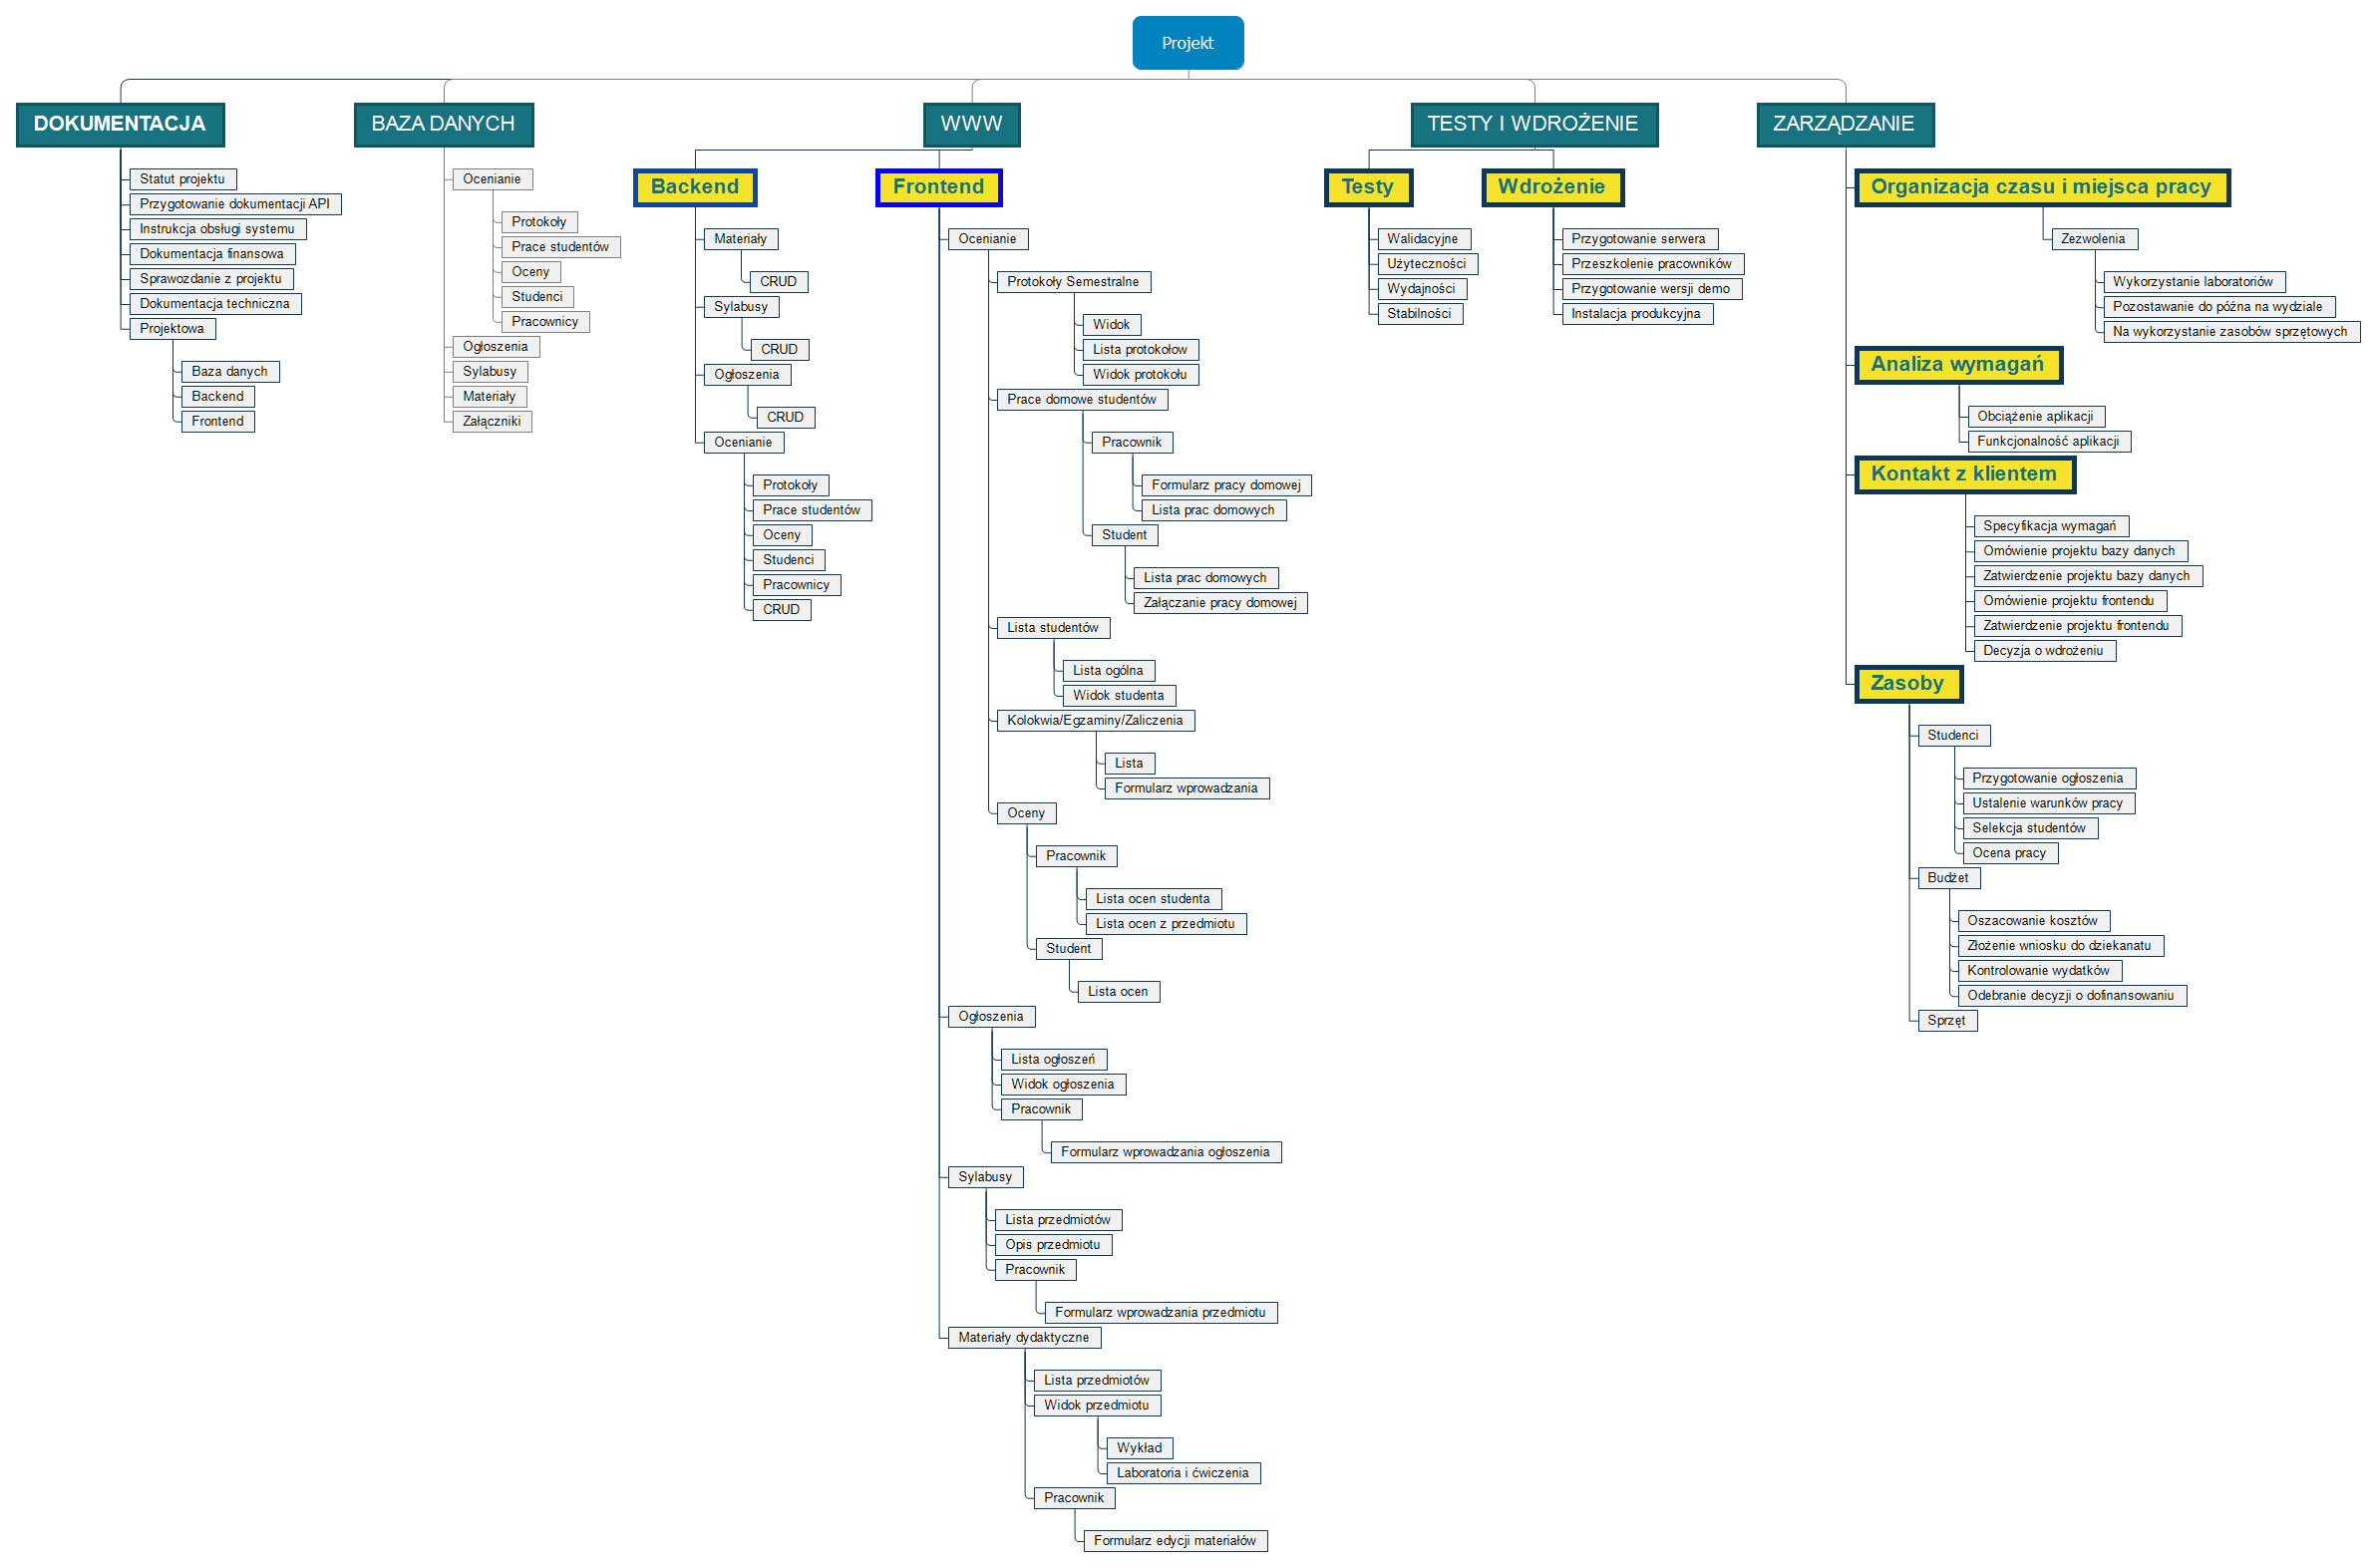 Projekt
DOKUMENTACJA
Statut projektu
Przygotowanie dokumentacji API
Instrukcja obsługi systemu
Dokumentacja finansowa
Sprawozdanie z projektu
Dokumentacja techniczna
Projektowa
Baza danych
Backend
Frontend
BAZA DANYCH
Ocenianie
Protokoły
Prace studentów
Oceny
Studenci
Pracownicy
Ogłoszenia
Sylabusy
Materiały
Załączniki
WWW
Backend
Materiały
CRUD
Sylabusy
CRUD
Ogłoszenia
CRUD
Ocenianie
Protokoły
Prace studentów
Oceny
Studenci
Pracownicy
CRUD
Frontend
Ocenianie
Protokoły Semestralne
Widok
Lista protokołow
Widok protokołu
Prace domowe studentów
Pracownik
Formularz pracy domowej
Lista prac domowych
Student
Lista prac domowych
Załączanie pracy domowej
Lista studentów
Lista ogólna
Widok studenta
Kolokwia/Egzaminy/Zaliczenia
Lista
Formularz wprowadzania
Oceny
Pracownik
Lista ocen studenta
Lista ocen z przedmiotu
Student
Lista ocen
Ogłoszenia
Lista ogłoszeń
Widok ogłoszenia
Pracownik
Formularz wprowadzania ogłoszenia
Sylabusy
Lista przedmiotów
Opis przedmiotu
Pracownik
Formularz wprowadzania przedmiotu
Materiały dydaktyczne
Lista przedmiotów
Widok przedmiotu
Wykład
Laboratoria i ćwiczenia
Pracownik
Formularz edycji materiałów
TESTY I WDROŻENIE
Testy
Walidacyjne
Użyteczności
Wydajności
Stabilności
Wdrożenie
Przygotowanie serwera
Przeszkolenie pracowników
Przygotowanie wersji demo
Instalacja produkcyjna
ZARZĄDZANIE
Organizacja czasu i miejsca pracy
Zezwolenia
Wykorzystanie laboratoriów
Pozostawanie do późna na wydziale
Na wykorzystanie zasobów sprzętowych
Analiza wymagań
Obciążenie aplikacji
Funkcjonalność aplikacji
Kontakt z klientem
Specyfikacja wymagań
Omówienie projektu bazy danych
Zatwierdzenie projektu bazy danych
Omówienie projektu frontendu
Zatwierdzenie projektu frontendu
Decyzja o wdrożeniu
Zasoby
Studenci
Przygotowanie ogłoszenia
Ustalenie warunków pracy
Selekcja studentów
Ocena pracy
Budżet
Oszacowanie kosztów
Złożenie wniosku do dziekanatu
Kontrolowanie wydatków
Odebranie decyzji o dofinansowaniu
Sprzęt